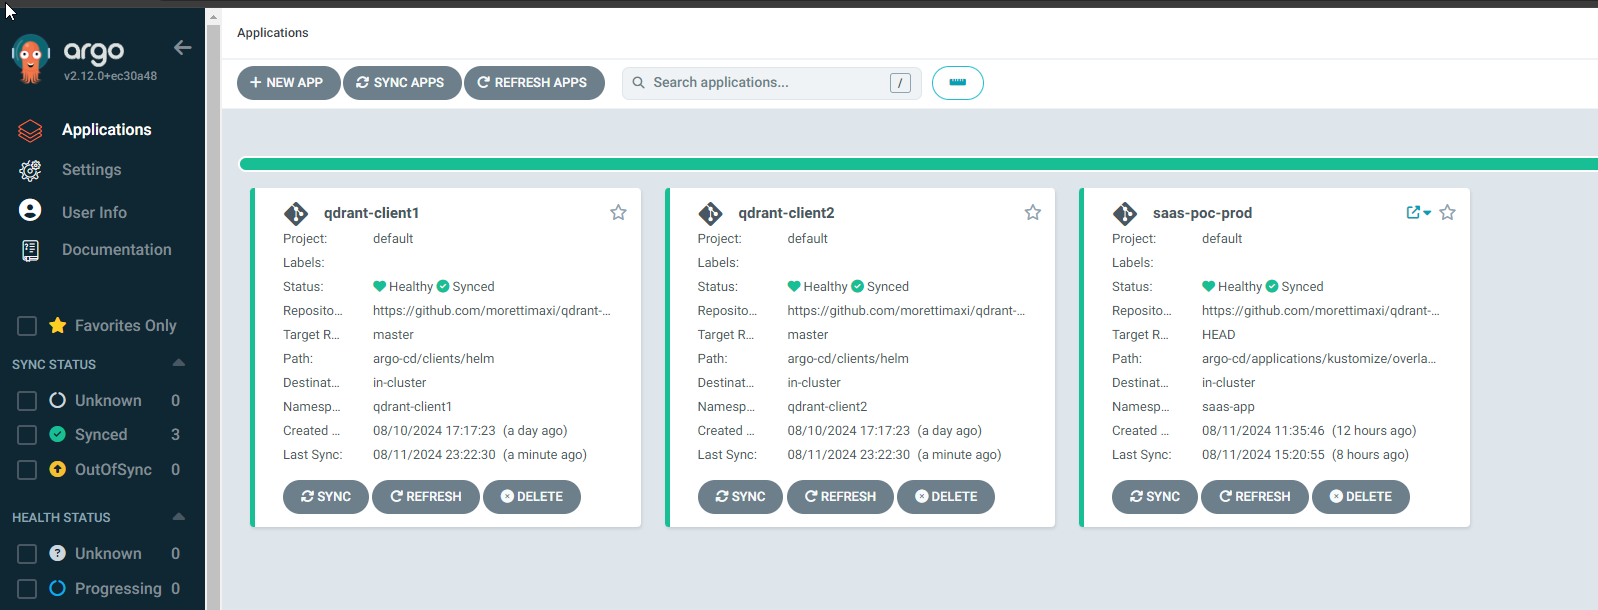 argo
v2.12.0+ec30a48
Applications
Settings
User Info
Documentation
Favorites Only
SYNC STATUS
Unknown 0
Synced 3
OutOfSync 0
HEALTH STATUS
Unknown 0
Progressing 0
Applications
NEW APP SYNC APPS REFRESH APPS Search applications... /
qdrant-client1
Project: default
Labels:
Status: Healthy Synced
Reposito... https://github.com/morettimaxi/qdrant-...
Target R... master
Path: argo-cd/clients/helm
Destinat... in-cluster
Namesp... qdrant-client1
Created ... 08/10/2024 17:17:23 (a day ago)
Last Sync: 08/11/2024 23:22:30 (a minute ago)
SYNC REFRESH DELETE
qdrant-client2
Project: default
Labels:
Status: Healthy Synced
Reposito... https://github.com/morettimaxi/qdrant-...
Target R... master
Path: argo-cd/clients/helm
Destinat... in-cluster
Namesp... qdrant-client2
Created ... 08/10/2024 17:17:23 (a day ago)
Last Sync: 08/11/2024 23:22:30 (a minute ago)
SYNC REFRESH DELETE
saas-poc-prod
Project: default
Labels:
Status: Healthy Synced
Reposito... https://github.com/morettimaxi/qdrant-...
Target R... HEAD
Path: argo-cd/applications/kustomize/overla...
Destinat... in-cluster
Namesp... saas-app
Created ... 08/11/2024 11:35:46 (12 hours ago)
Last Sync: 08/11/2024 15:20:55 (8 hours ago)
SYNC REFRESH DELETE